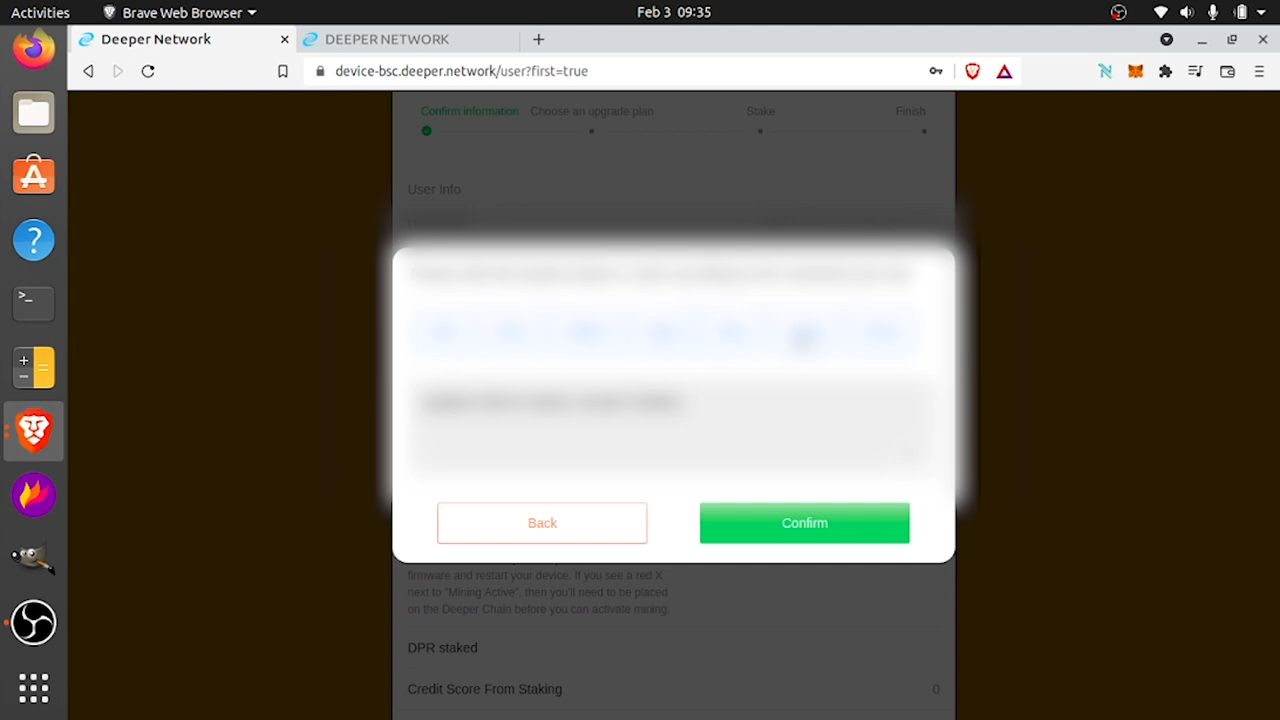 Activities
Brave Web Browser
Feb 3 09:35
Deeper Network
DEEPER NETWORK
device-bsc.deeper.network/user?first=true
Confirm information
Choose an upgrade plan
Stake
Finish
User Info
Back
Confirm
firmware and restart your device. If you see a red X
next to "Mining Active", then you'll need to be placed
on the Deeper Chain before you can activate mining.
DPR staked
Credit Score From Staking
0